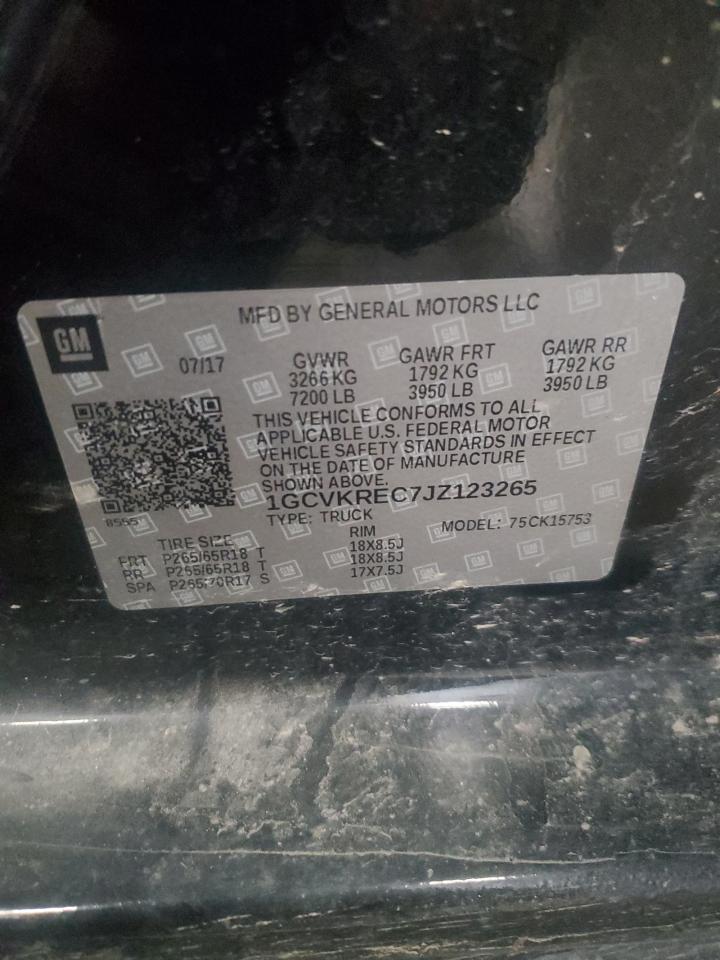 MFD BY GENERAL MOTORS LLC
GM
07/17
GVWR
3266 KG
7200 LB
GAWR FRT
1792 KG
3950 LB
GAWR RR
1792 KG
3950 LB
THIS VEHICLE CONFORMS TO ALL
APPLICABLE U.S. FEDERAL MOTOR
VEHICLE SAFETY STANDARDS IN EFFECT
ON THE DATE OF MANUFACTURE
SHOWN ABOVE.
1GCVKREC7JZ123265
TYPE: TRUCK
MODEL: 75CK15753
8555
TIRE SIZE RIM
FRT P265/65R18 T 18X8.5J
RR P265/65R18 T 18X8.5J
SPA P265/70R17 S 17X7.5J